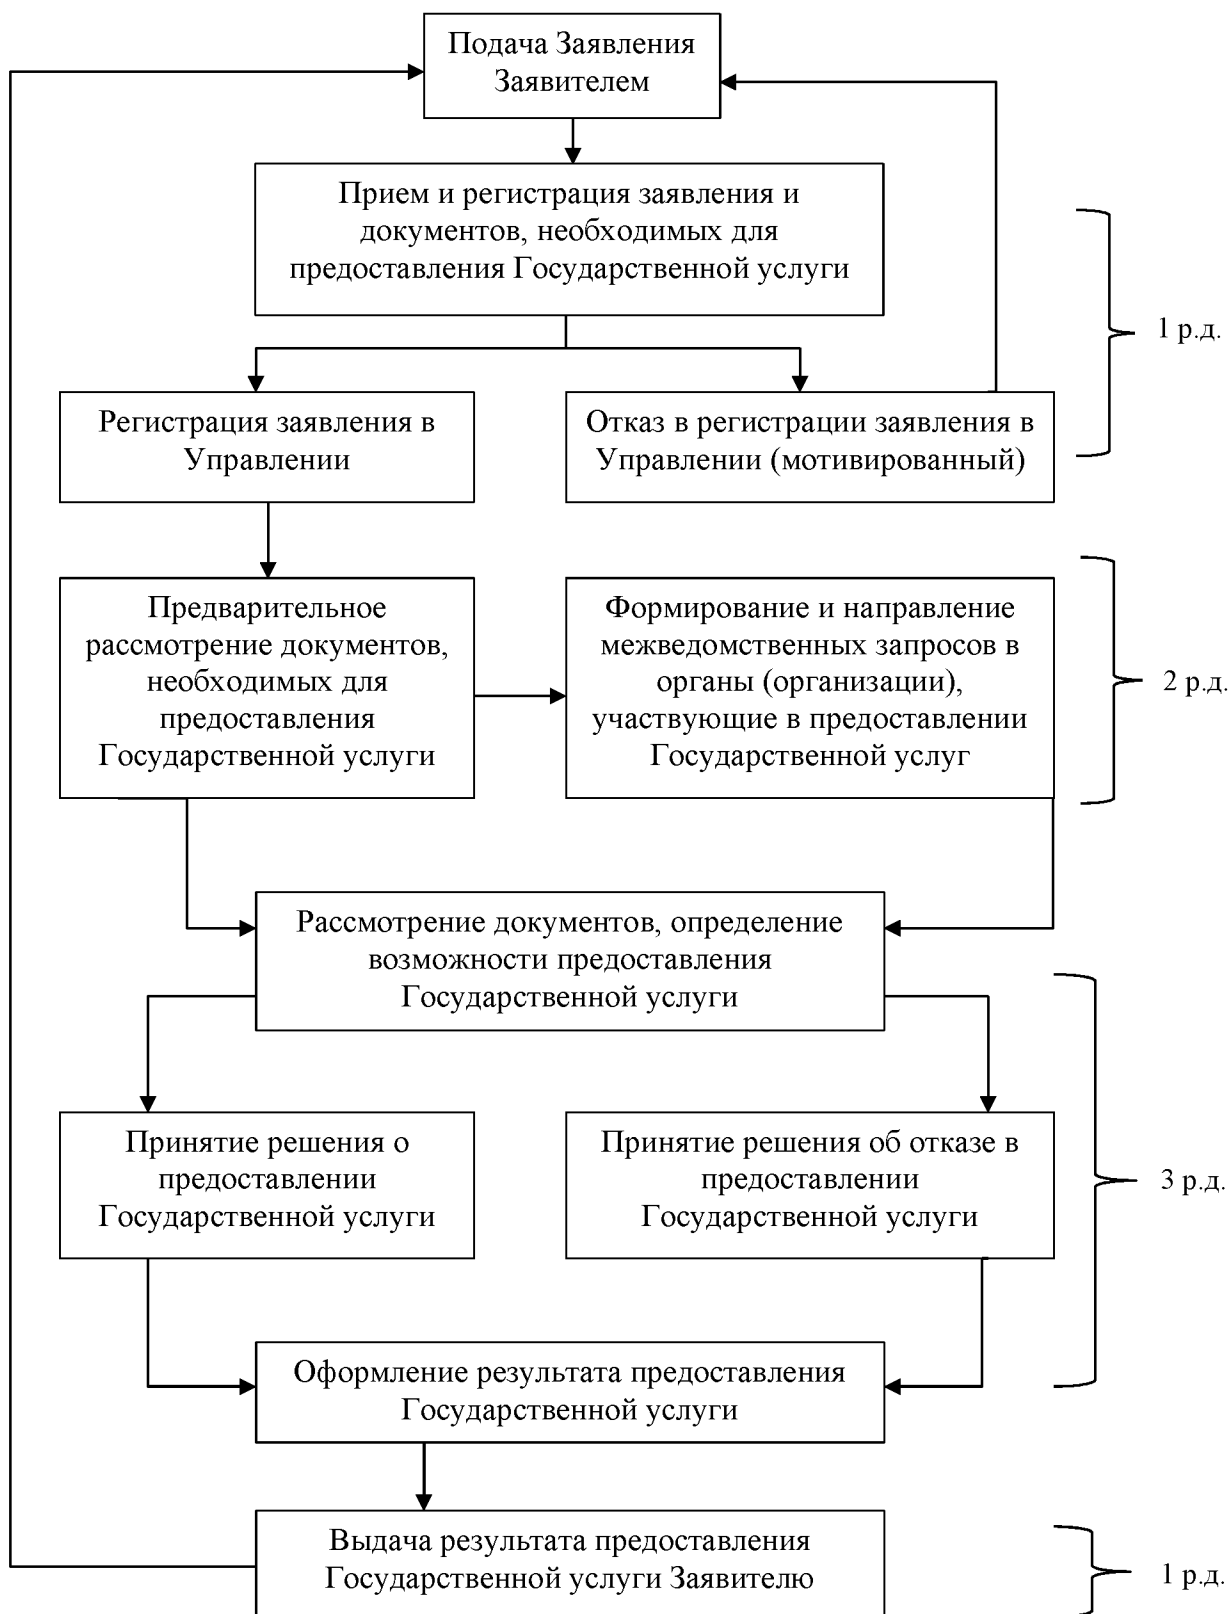 Подача Заявления
Заявителем
Прием и регистрация заявления и
документов, необходимых для
предоставления Государственной услуги
1 р.д.
Регистрация заявления в
Управлении
Отказ в регистрации заявления в
Управлении (мотивированный)
Предварительное
рассмотрение документов,
необходимых для
предоставления
Государственной услуги
Формирование и направление
межведомственных запросов в
органы (организации),
участвующие в предоставлении
Государственной услуг
2 р.д.
Рассмотрение документов, определение
возможности предоставления
Государственной услуги
Принятие решения о
предоставлении
Государственной услуги
Принятие решения об отказе в
предоставлении
Государственной услуги
3 р.д.
Оформление результата предоставления
Государственной услуги
Выдача результата предоставления
Государственной услуги Заявителю
1 р.д.